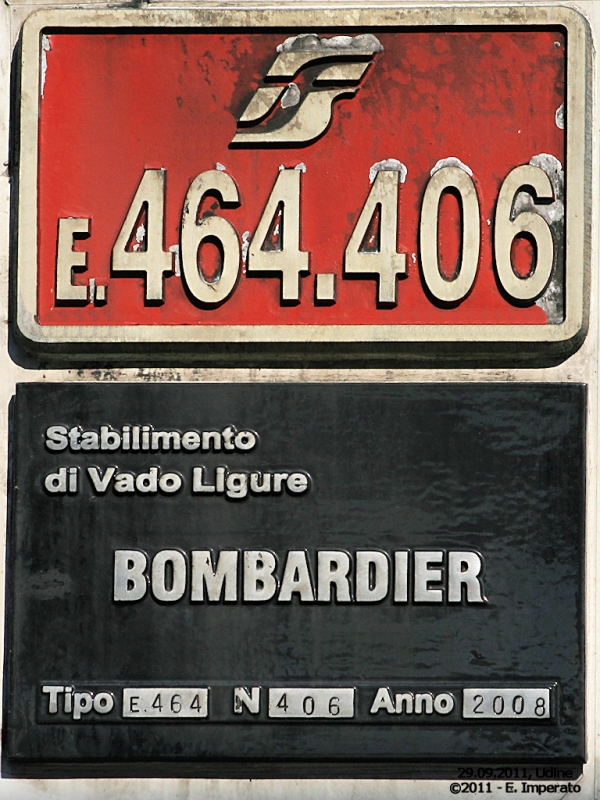 E.464.406
Stabilimento
di Vado Ligure
BOMBARDIER
Tipo E.464 N 406 Anno 2008
29.09.2011, Udine
©2011 - E. Imperato